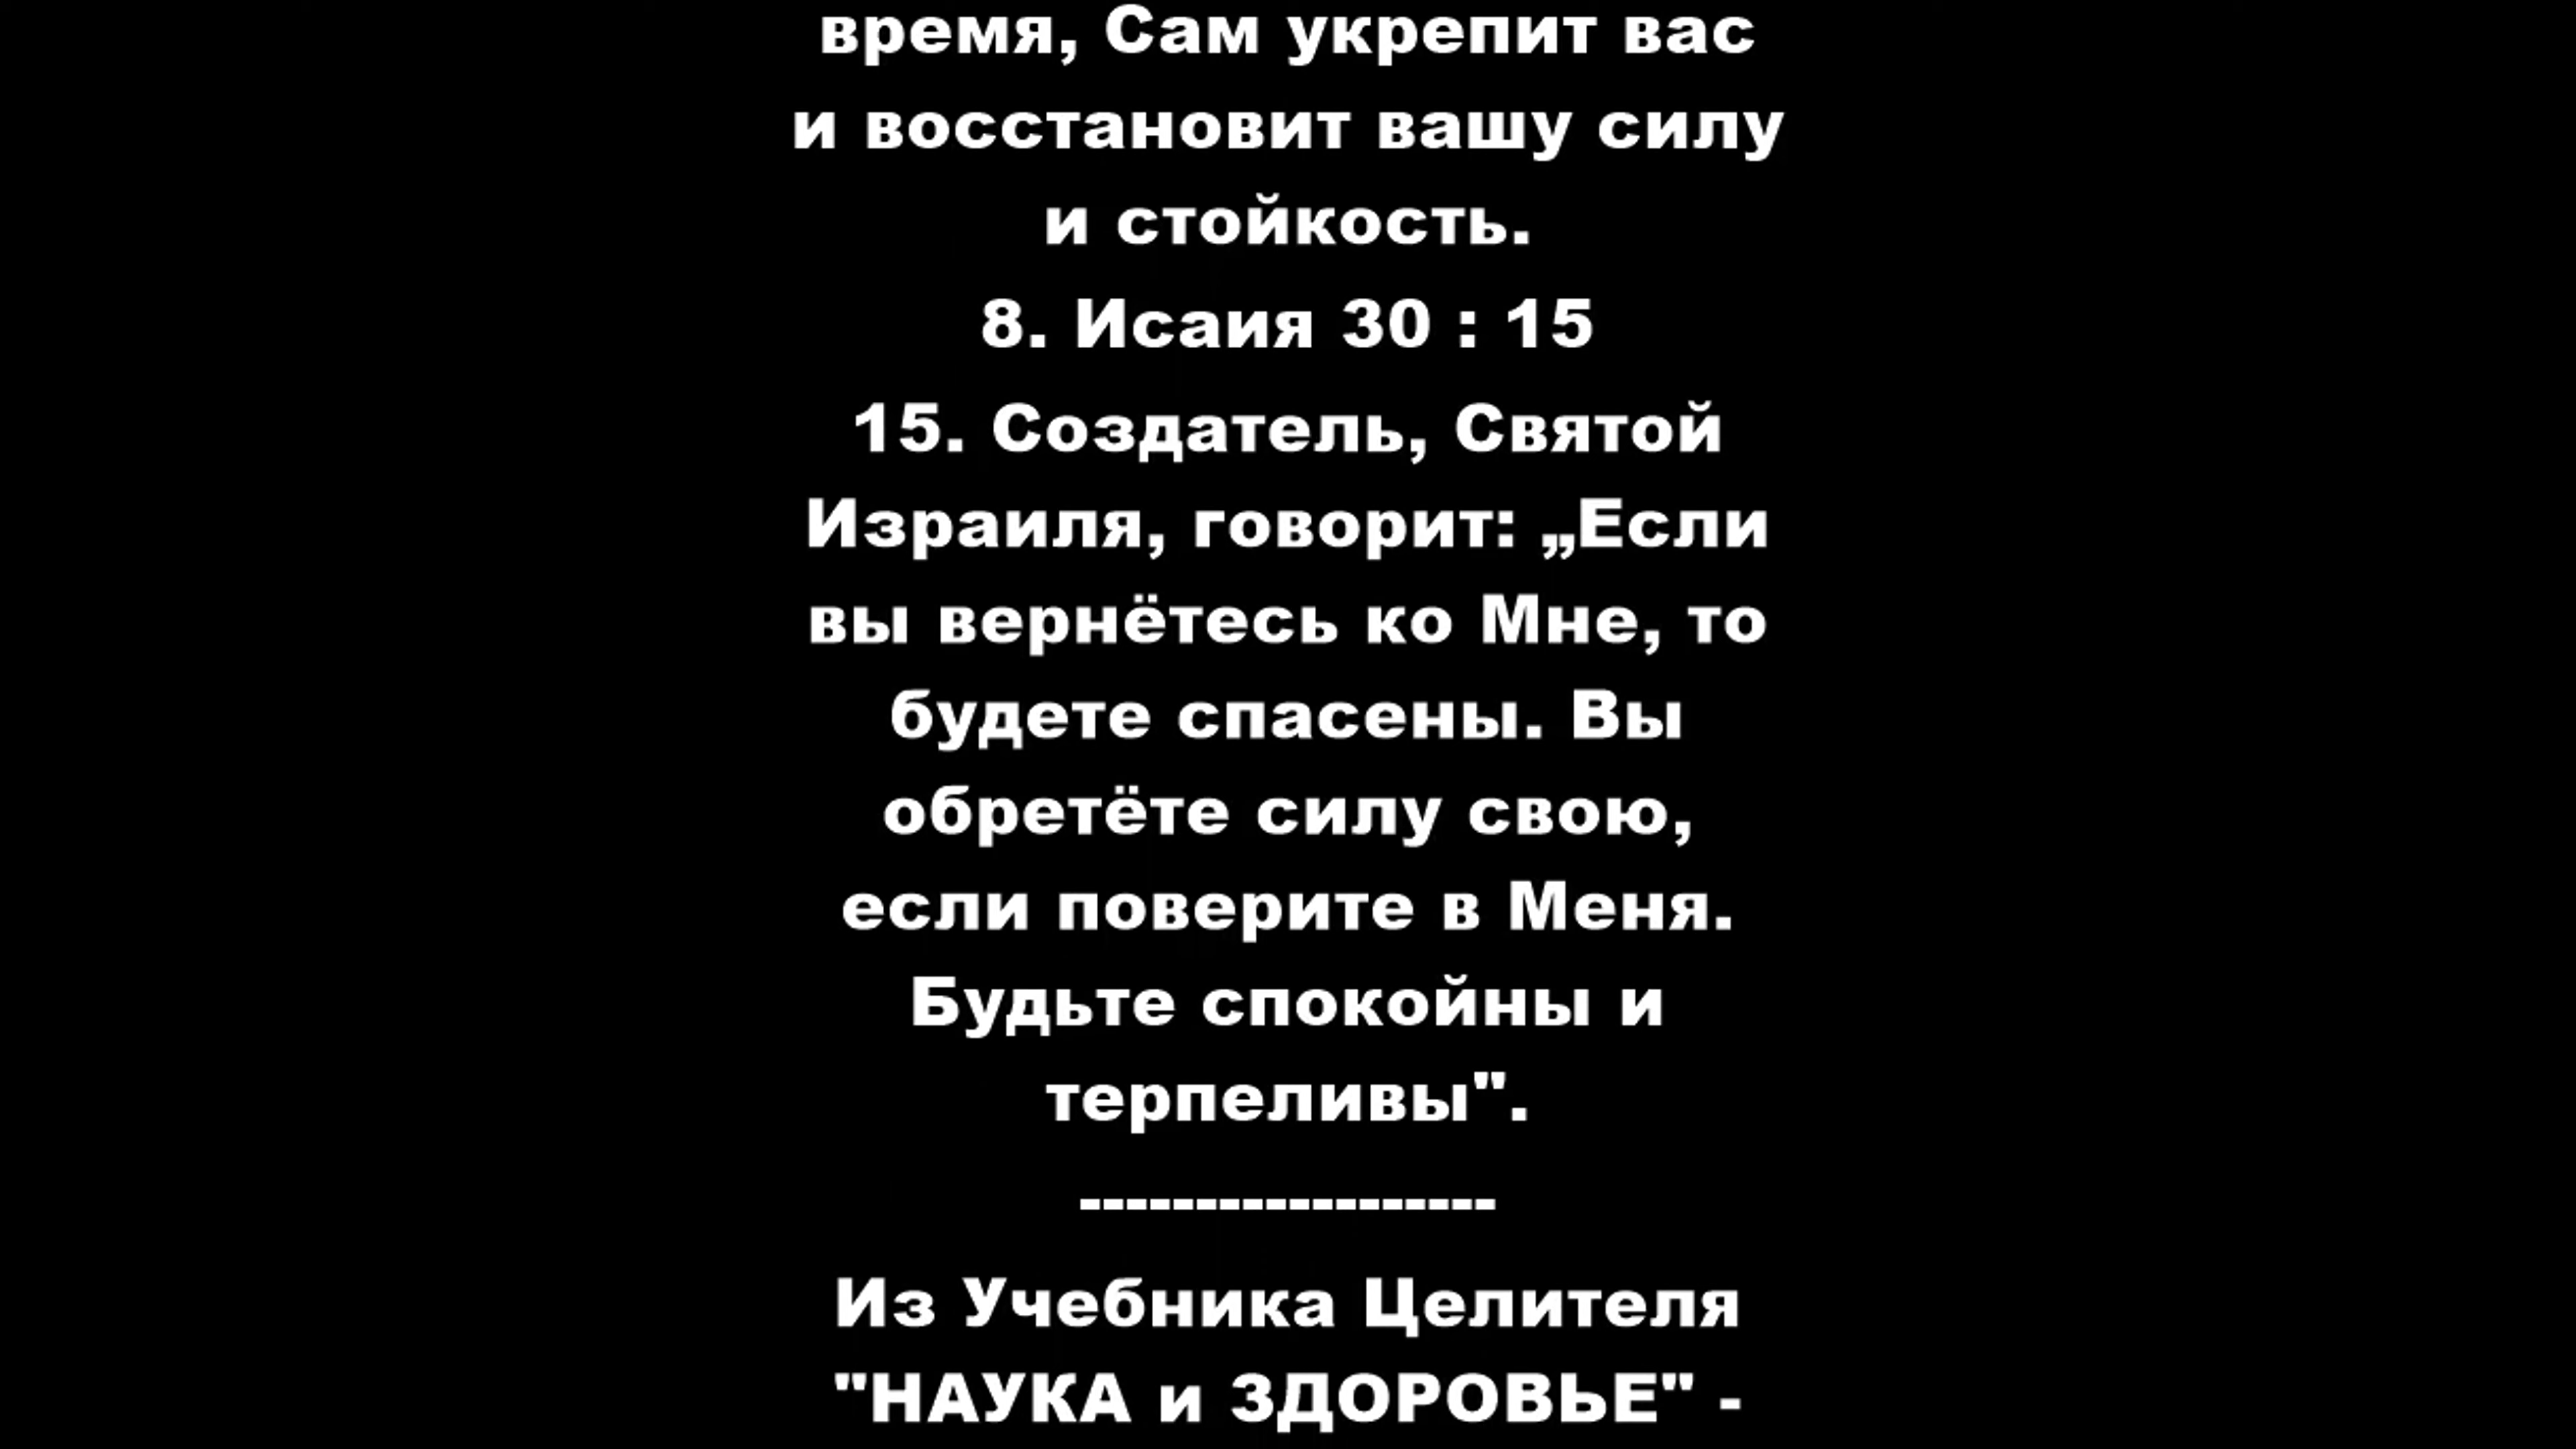 время, Сам укрепит вас
и восстановит вашу силу
и стойкость.
8. Исаия 30 : 15
15. Создатель, Святой
Израиля, говорит: „Если
вы вернётесь ко Мне, то
будете спасены. Вы
обретёте силу свою,
если поверите в Меня.
Будьте спокойны и
терпеливы".
------------------
Из Учебника Целителя
"НАУКА и ЗДОРОВЬЕ" -